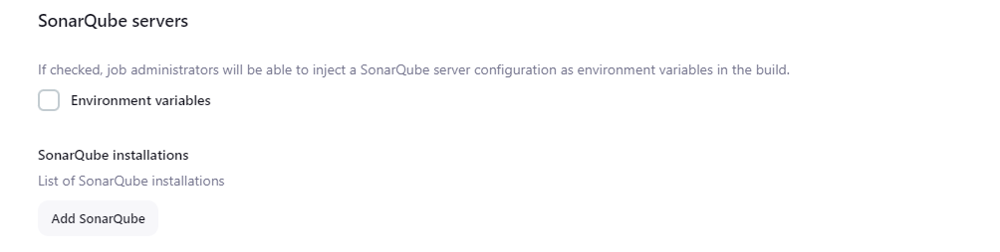 SonarQube servers
If checked, job administrators will be able to inject a SonarQube server configuration as environment variables in the build.
Environment variables
SonarQube installations
List of SonarQube installations
Add SonarQube